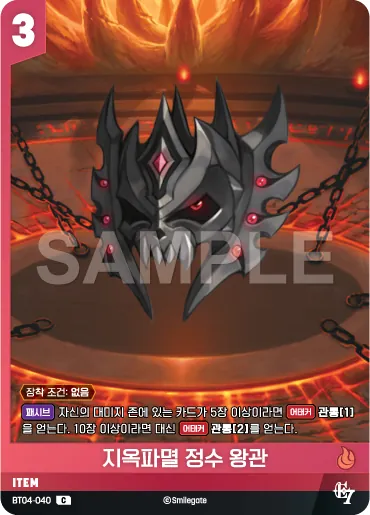 3
SAMPLE
장착 조건: 없음
패시브 자신의 대미지 존에 있는 카드가 5장 이상이라면 어태커 관통[1]
을 얻는다. 10장 이상이라면 대신 어태커 관통[2]를 얻는다.
지옥파멸 정수 왕관
ITEM
BT04-040 C ©Smilegate
E7